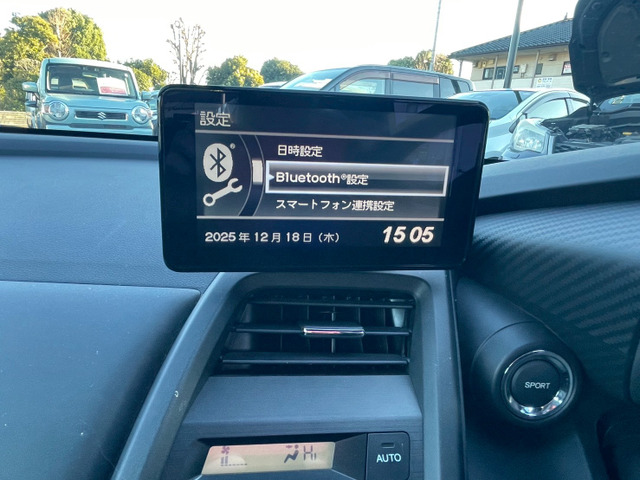 設定
日時設定
Bluetooth®設定
スマートフォン連携設定
2025年12月18日（木）
15 05
SPORT
Hi
AUTO